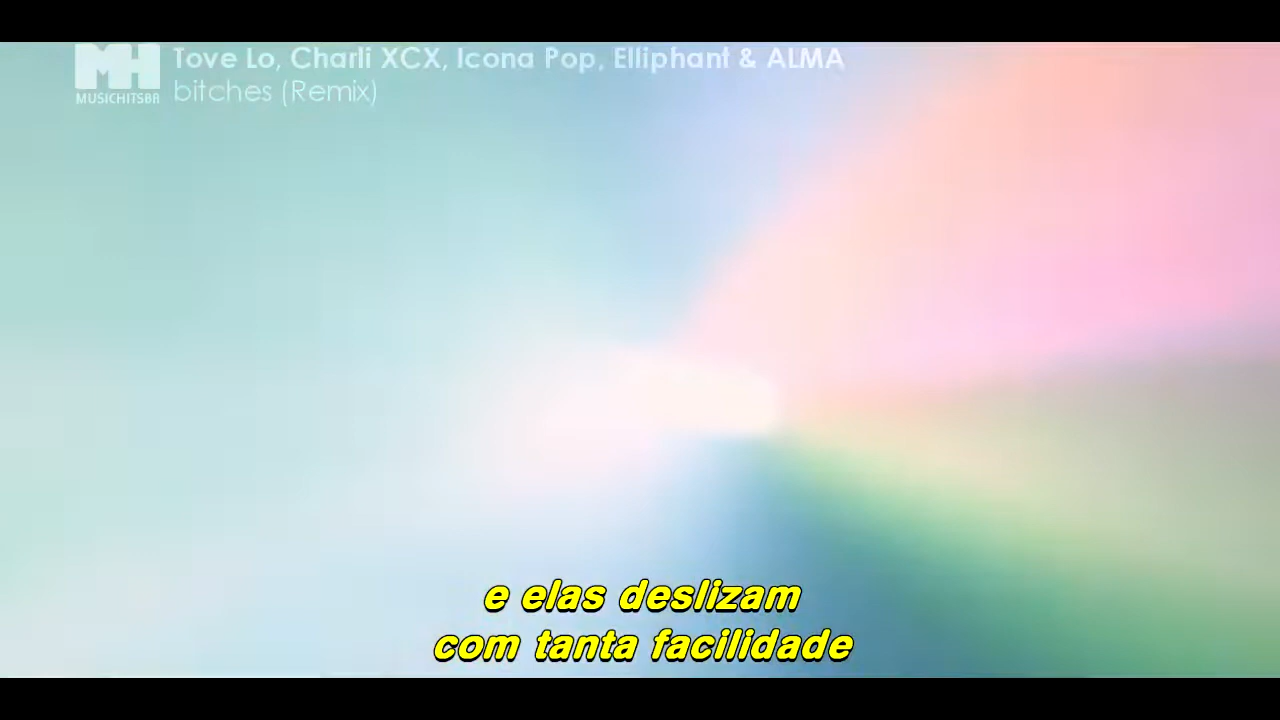 Tove Lo, Charli XCX, Icona Pop, Elliphant & ALMA
bitches (Remix)
MH
MUSICHITSBR
e elas deslizam
com tanta facilidade